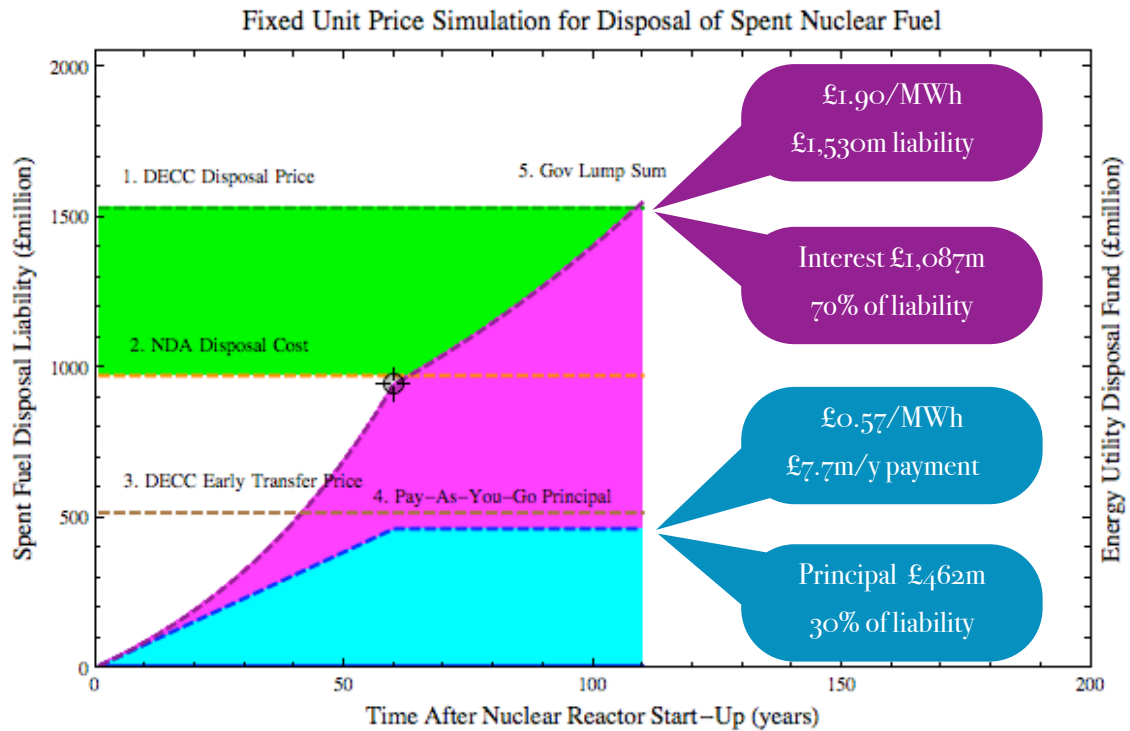 Fixed Unit Price Simulation for Disposal of Spent Nuclear Fuel
2000
1500
1000
500
0
Spent Fuel Disposal Liability (£million)
1. DECC Disposal Price
5. Gov Lump Sum
2. NDA Disposal Cost
3. DECC Early Transfer Price
4. Pay-As-You-Go Principal
£1.90/MWh
£1,530m liability
Interest £1,087m
70% of liability
£0.57/MWh
£7.7m/y payment
Principal £462m
30% of liability
Energy Utility Disposal Fund (£million)
0
50
100
150
200
Time After Nuclear Reactor Start-Up (years)